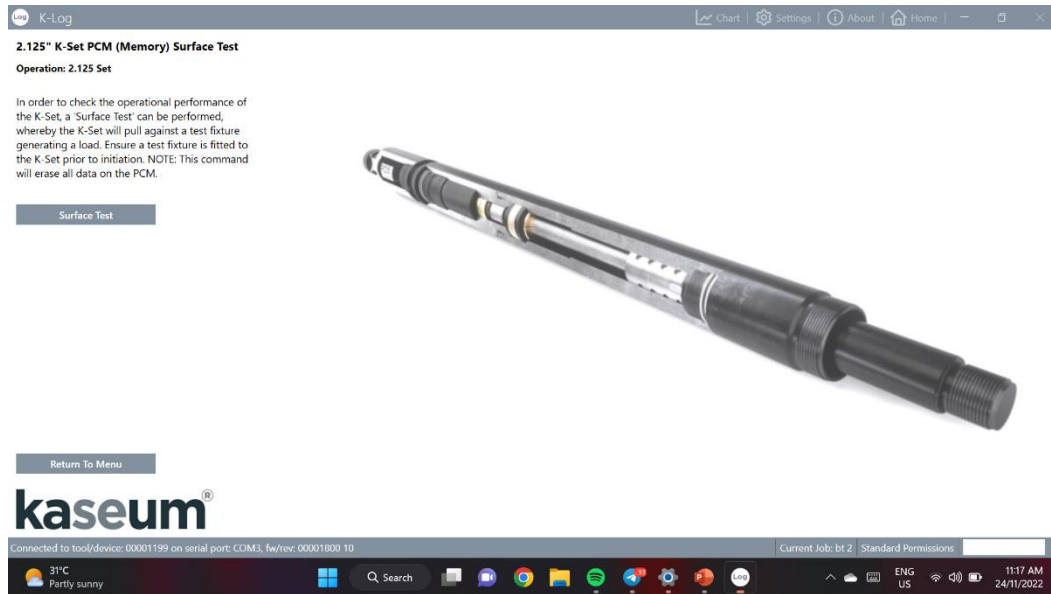 Log K-Log
Chart | Settings | About | Home |
2.125" K-Set PCM (Memory) Surface Test
Operation: 2.125 Set
In order to check the operational performance of
the K-Set, a 'Surface Test' can be performed,
whereby the K-Set will pull against a test fixture
generating a load. Ensure a test fixture is fitted to
the K-Set prior to initiation. NOTE: This command
will erase all data on the PCM.
Surface Test
Return To Menu
kaseum®
Connected to tool/device: 00001199 on serial port: COM3, fw/rev: 00001800 10
Current Job: bt 2 | Standard Permissions
31°C
Partly sunny
Search
Log
ENG
US
11:17 AM
24/11/2022